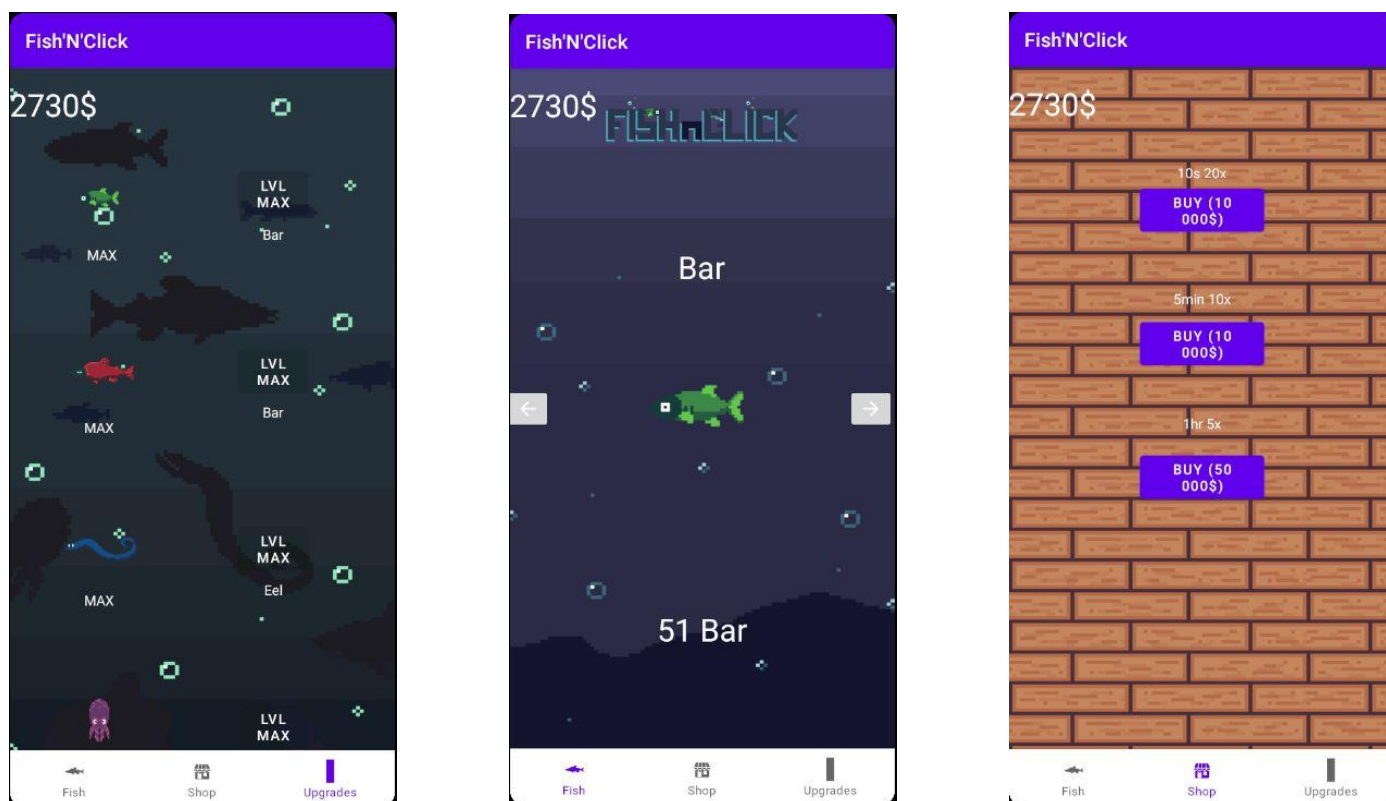 Fish'N'Click
2730$
LVL
MAX
Bar
MAX
LVL
MAX
Bar
MAX
LVL
MAX
Eel
MAX
LVL
MAX
Fish
Shop
Upgrades
Fish'N'Click
2730$
FISHnCLICK
Bar
←
→
51 Bar
Fish
Shop
Upgrades
Fish'N'Click
2730$
10s 20x
BUY (10
000$)
5min 10x
BUY (10
000$)
1hr 5x
BUY (50
000$)
Fish
Shop
Upgrades